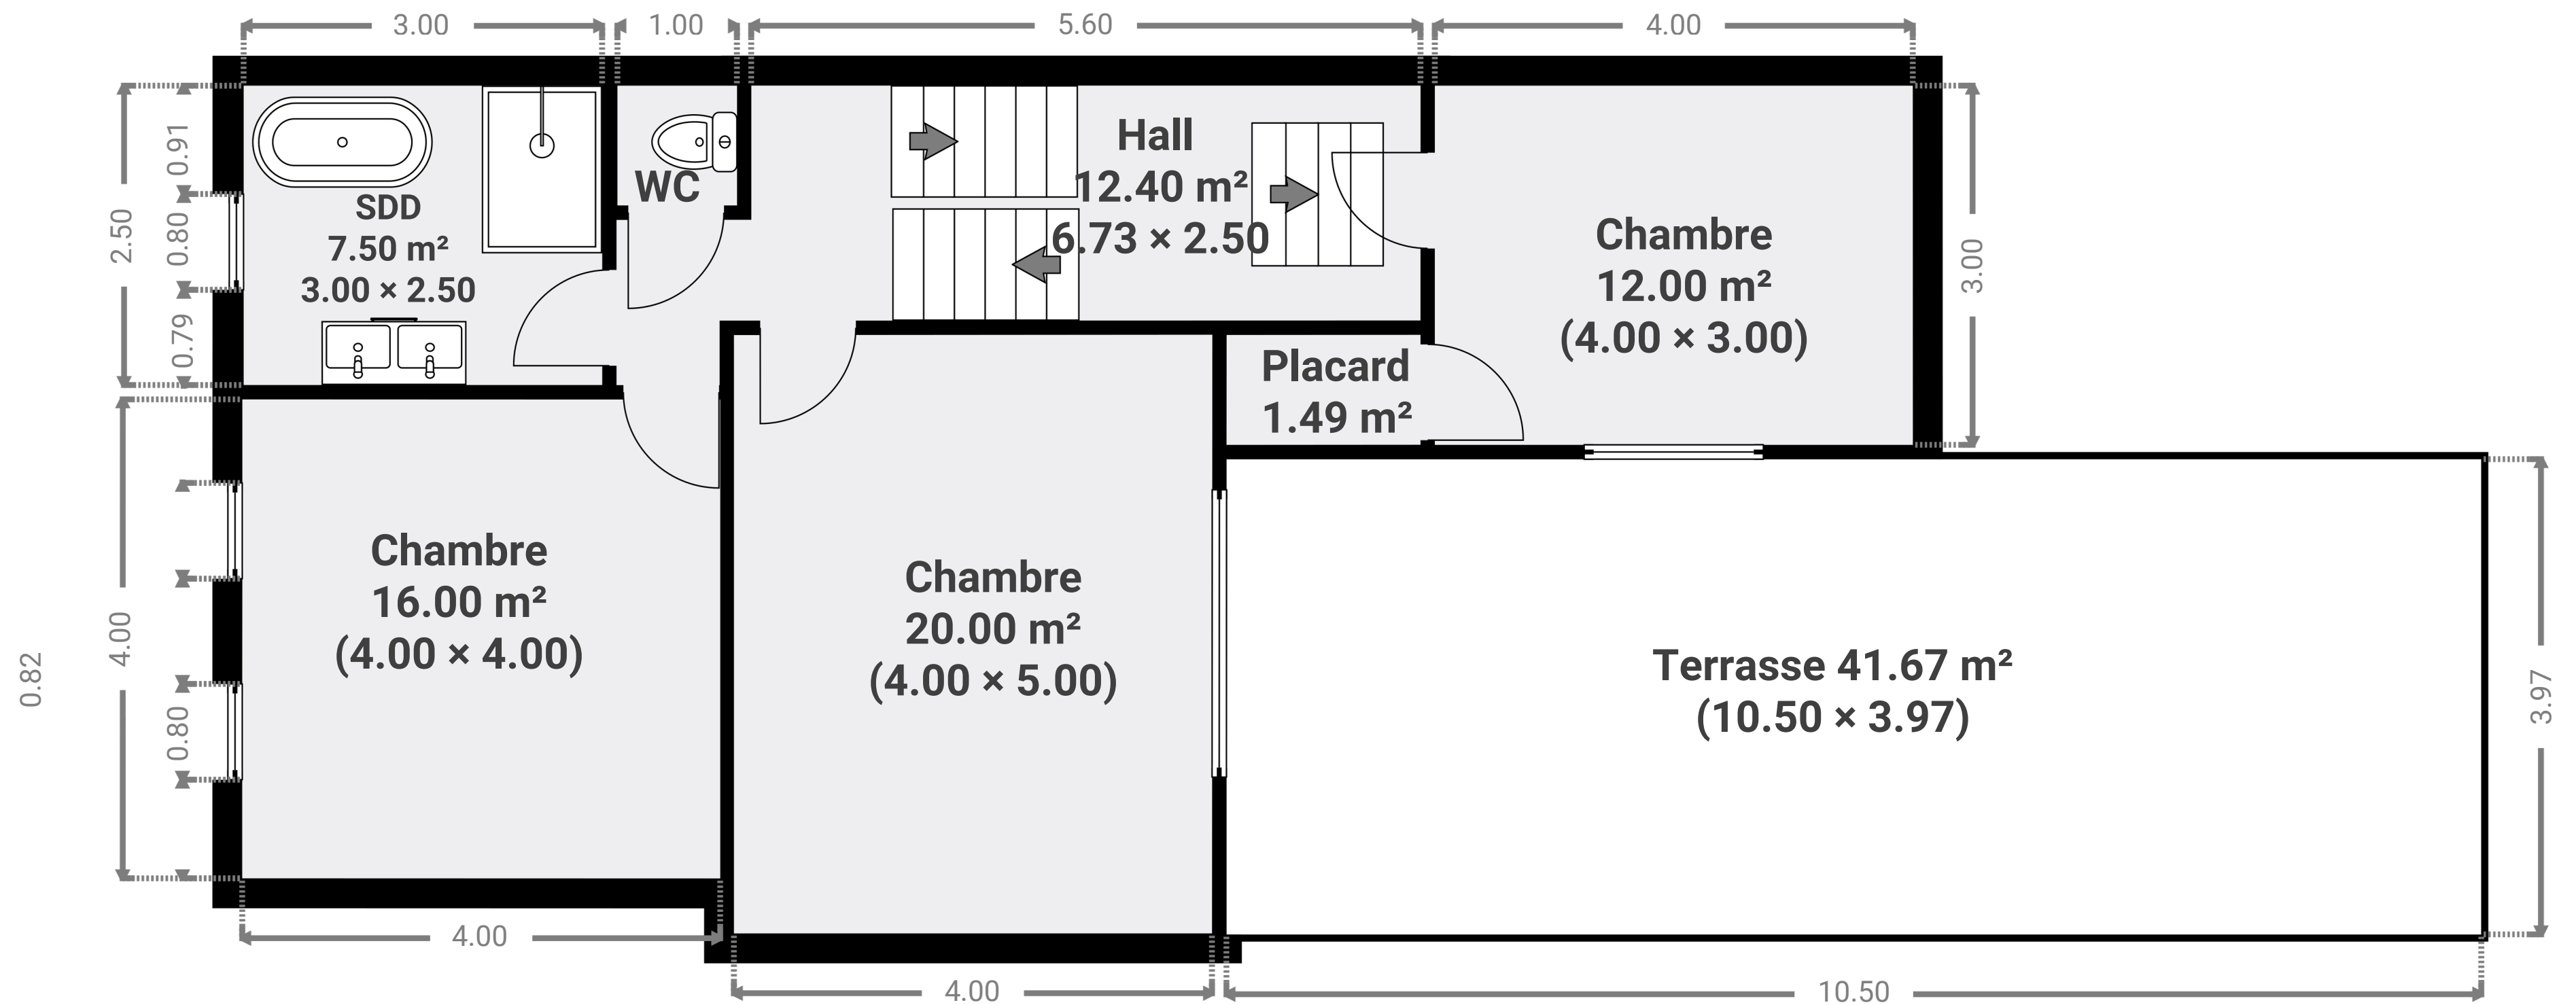 3.00
1.00
5.60
4.00
2.50
0.91
0.80
0.79
SDD
7.50 m²
3.00 × 2.50
WC
Hall
12.40 m²
6.73 × 2.50
Chambre
12.00 m²
(4.00 × 3.00)
3.00
Placard
1.49 m²
0.82
4.00
0.80
Chambre
16.00 m²
(4.00 × 4.00)
Chambre
20.00 m²
(4.00 × 5.00)
Terrasse 41.67 m²
(10.50 × 3.97)
3.97
4.00
4.00
10.50